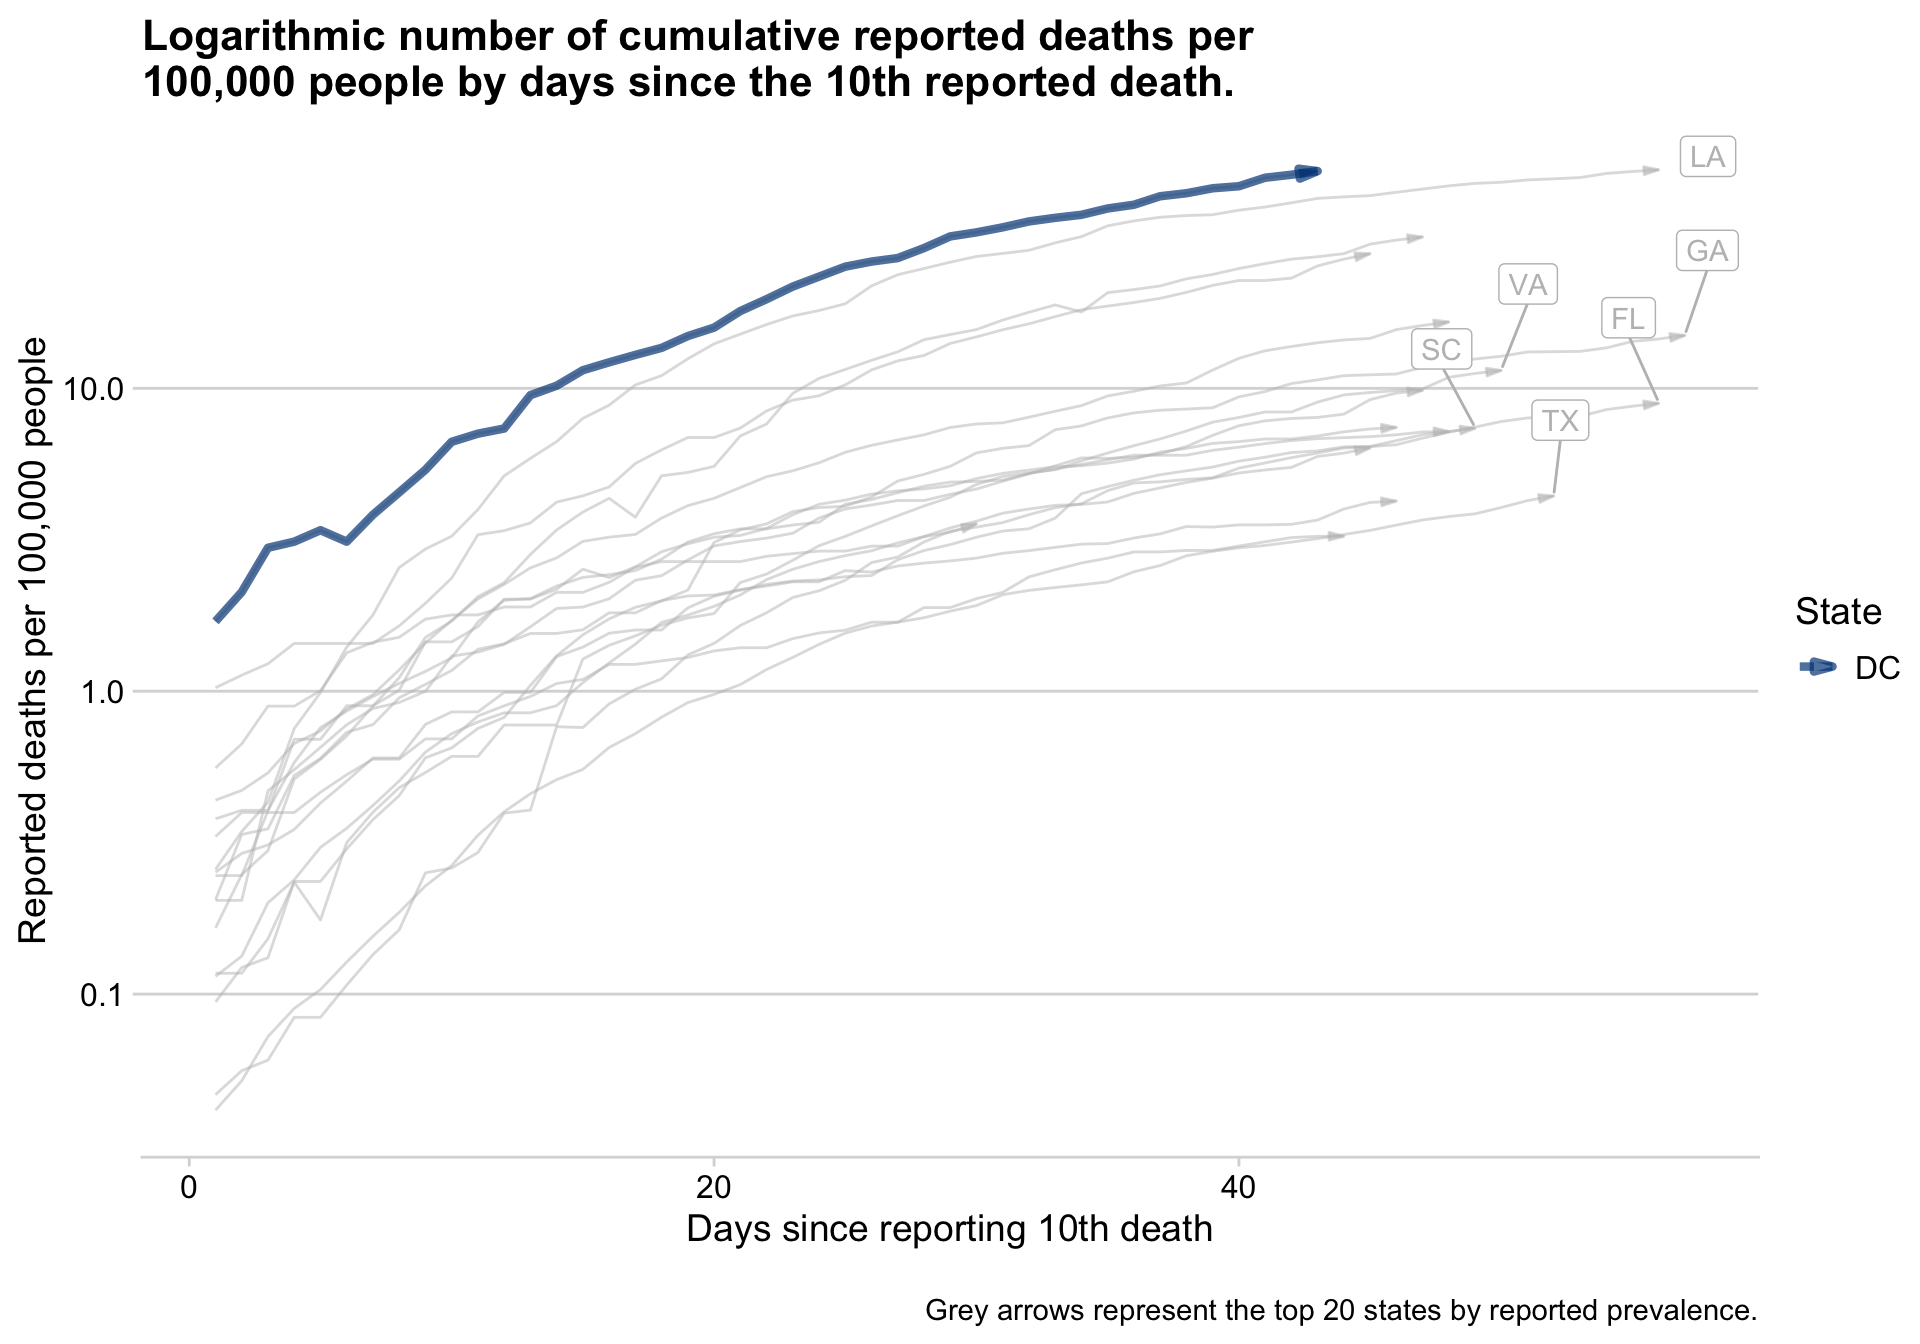 Logarithmic number of cumulative reported deaths per
100,000 people by days since the 10th reported death.
Reported deaths per 100,000 people
10.0
1.0
0.1
LA
GA
VA
FL
SC
TX
State
DC
0
20
40
Days since reporting 10th death
Grey arrows represent the top 20 states by reported prevalence.